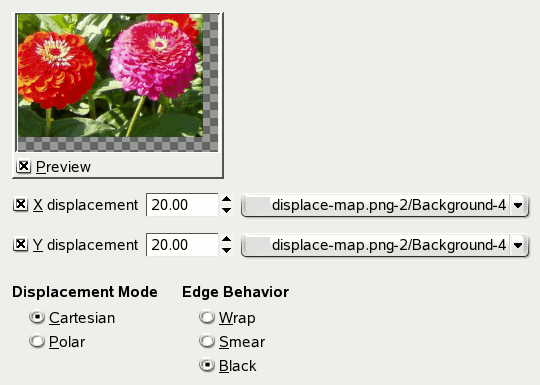 Preview
X displacement 20.00 displace-map.png-2/Background-4
Y displacement 20.00 displace-map.png-2/Background-4
Displacement Mode Edge Behavior
Cartesian Wrap
Polar Smear
Black